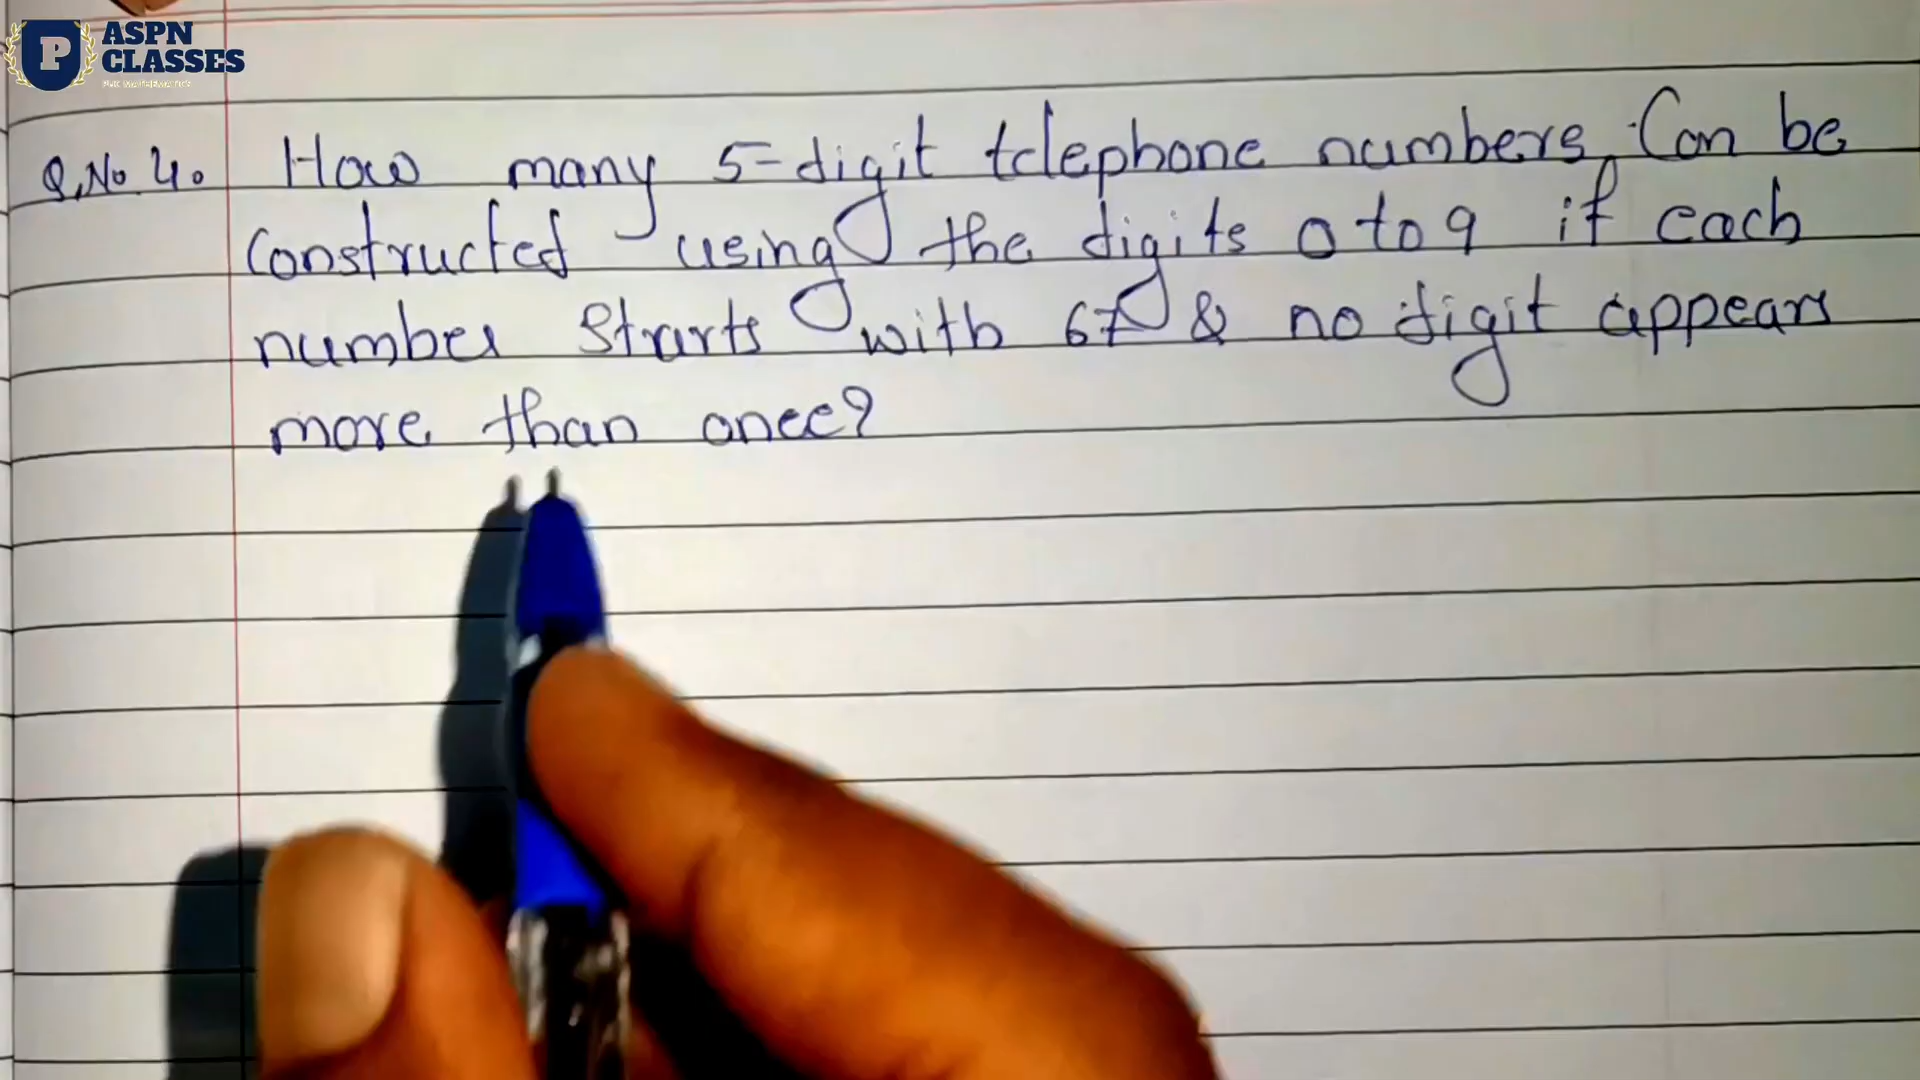 ASPN
CLASSES
Q.No 4. How many 5-digit telephone numbers can be
constructed using the digits 0 to 9 if each
number starts with 67 & no digit appears
more than once?